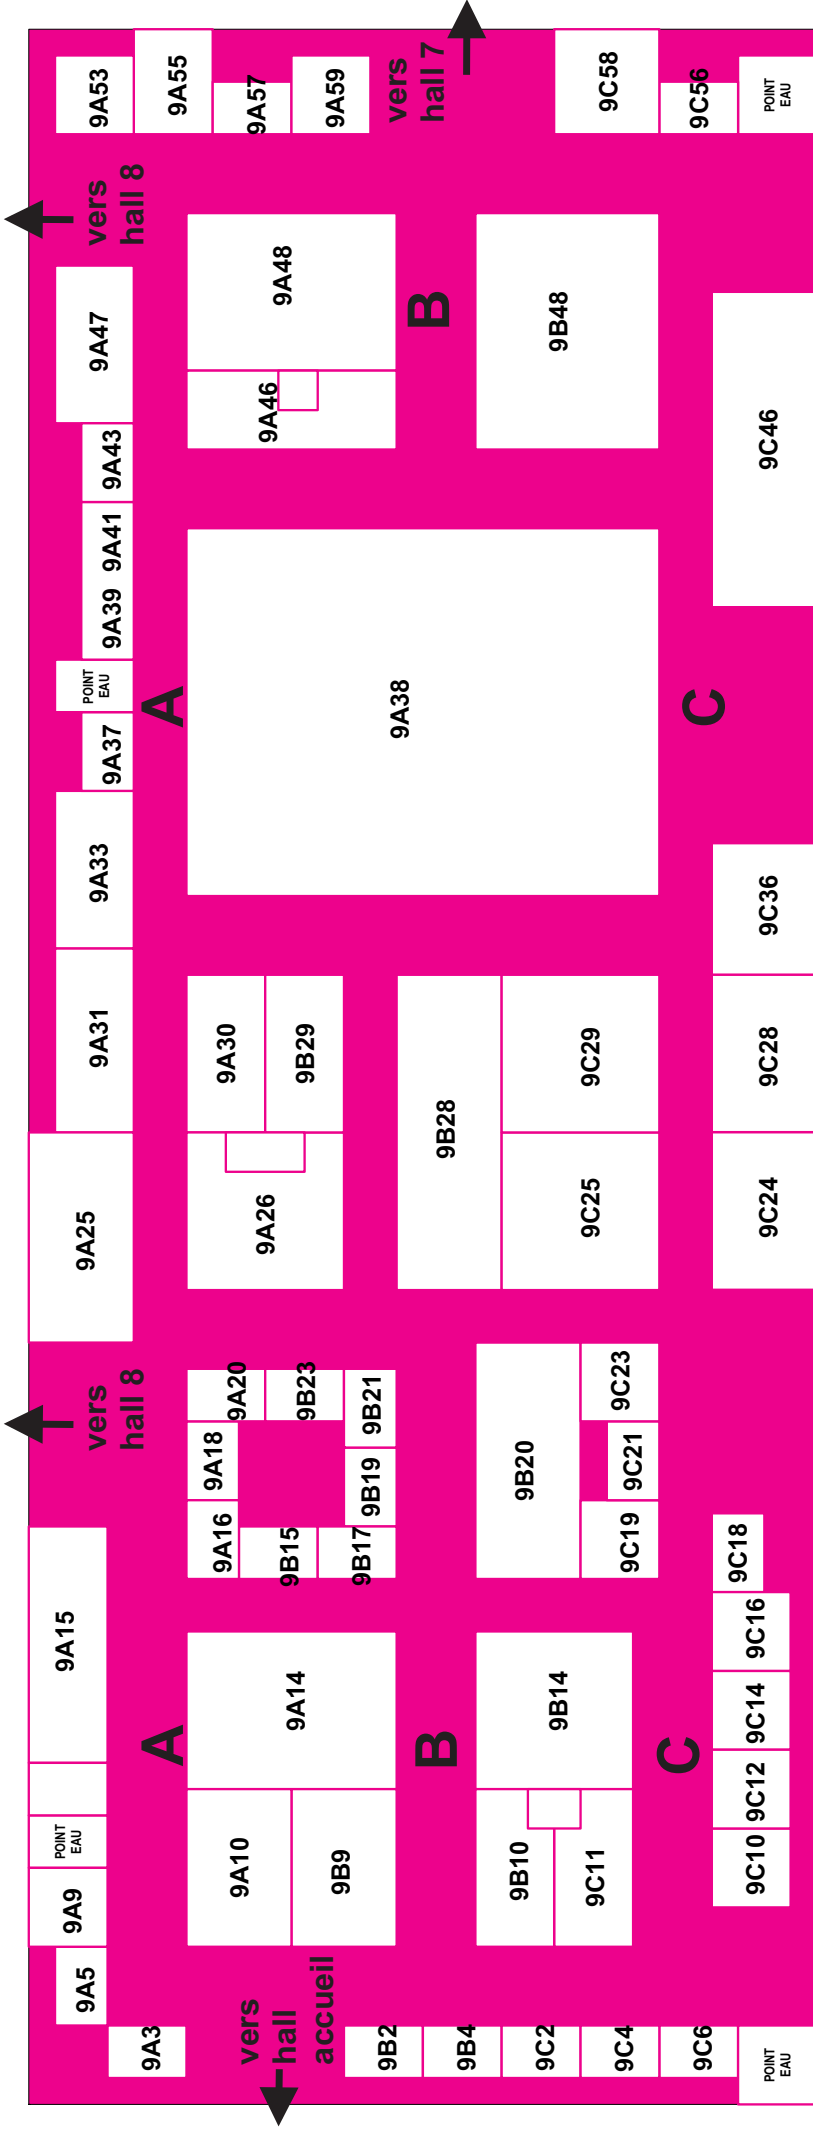 9A53
9A55
9A57
9A59
vers
hall 7
9C58
9C56
POINT
EAU
vers
hall 8
9A47
9A48
9A46
B
9B48
9C46
9A43
9A41
9A39
POINT
EAU
9A37
A
9A38
C
9A33
9A31
9A30
9B29
9B28
9C29
9C36
9C28
9A25
9A26
9C25
9C24
vers
hall 8
9A20
9B23
9B21
9A18
9B19
9A16
9B15
9B17
9B20
9C23
9C21
9C19
9C18
9A15
9A14
9B14
9C16
9C14
A
B
C
9C12
9C10
POINT
EAU
9A9
9A10
9B9
9B10
9C11
9A5
9A3
vers
hall
accueil
9B2
9B4
9C2
9C4
9C6
POINT
EAU